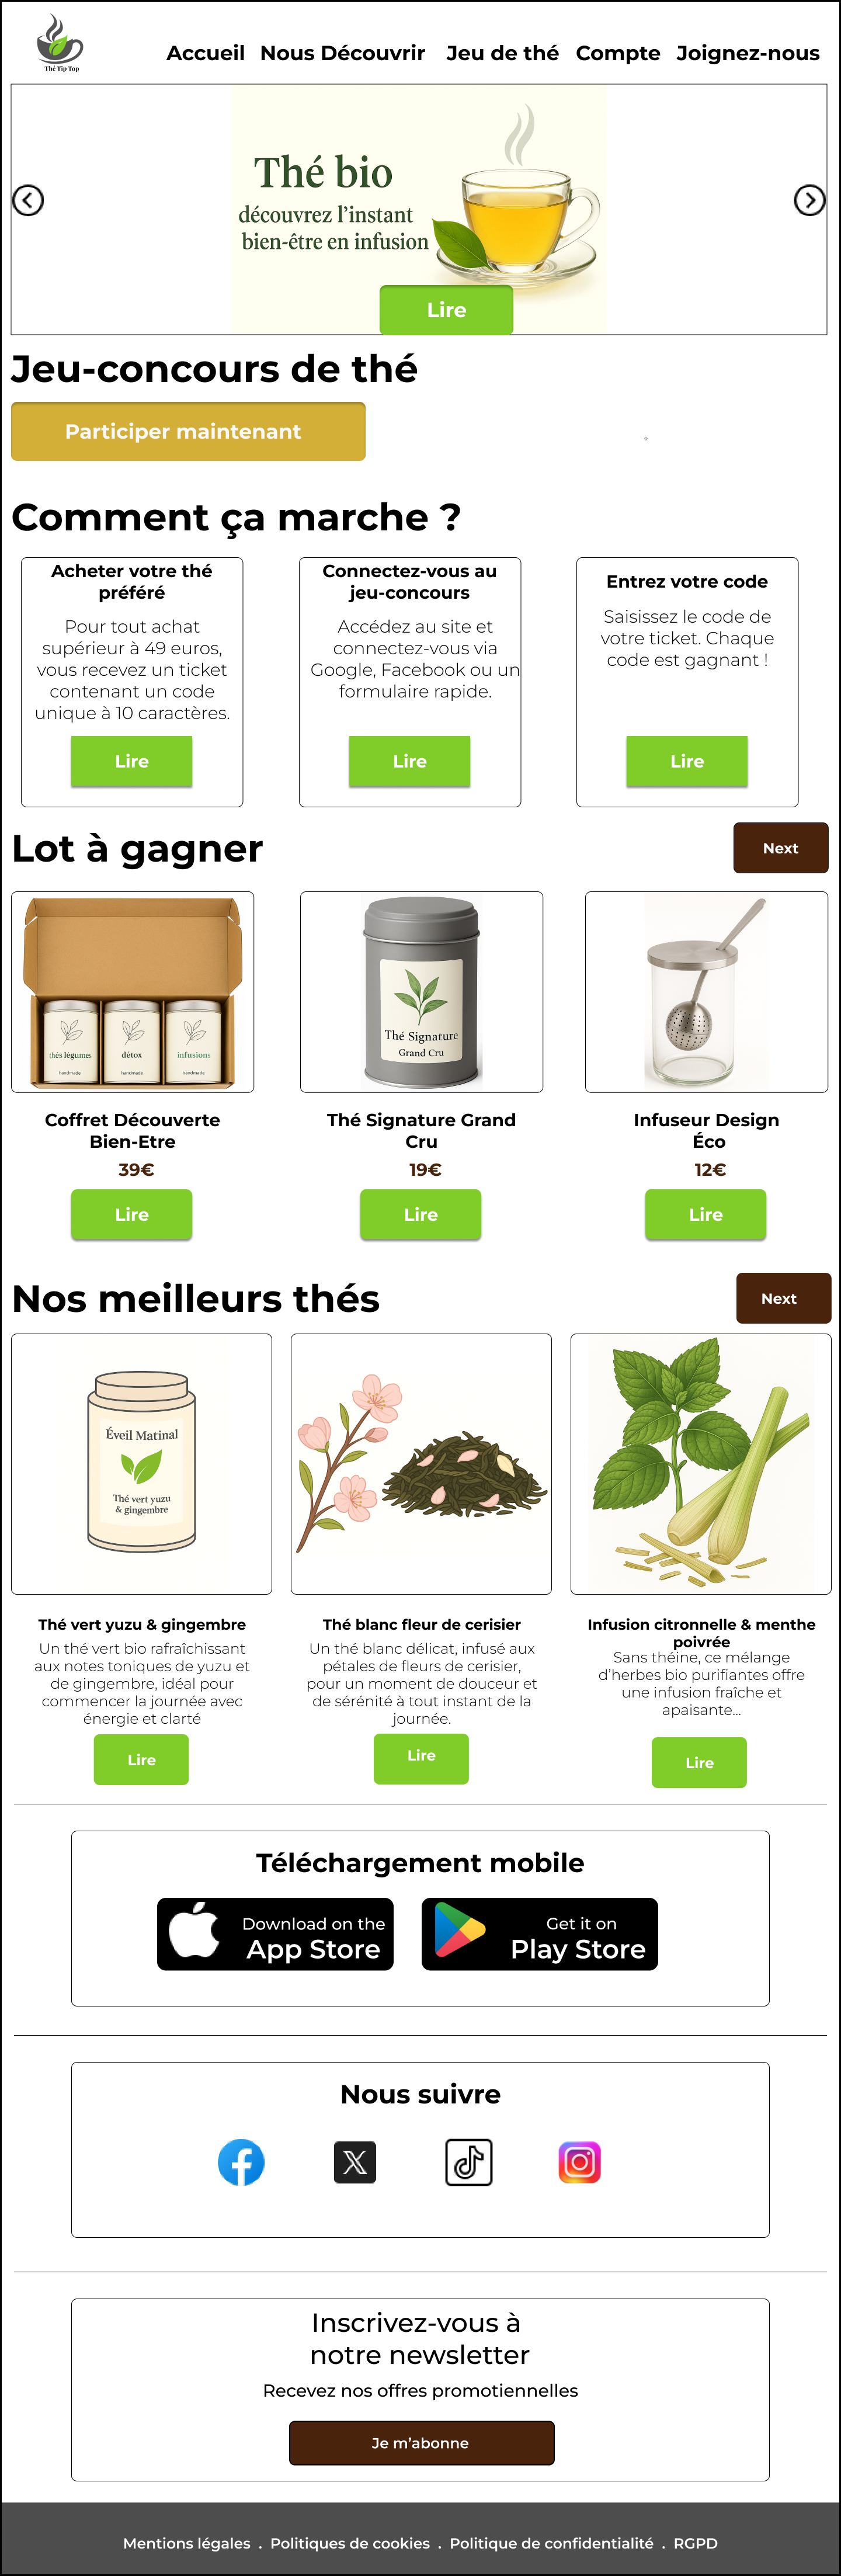 Thé Tip Top
Accueil Nous Découvrir Jeu de thé Compte Joignez-nous
Thé bio
découvrez l'instant
bien-être en infusion
Lire
Jeu-concours de thé
Participer maintenant
Comment ça marche ?
Acheter votre thé
préféré
Pour tout achat
supérieur à 49 euros,
vous recevez un ticket
contenant un code
unique à 10 caractères.
Lire
Connectez-vous au
jeu-concours
Accédez au site et
connectez-vous via
Google, Facebook ou un
formulaire rapide.
Lire
Entrez votre code
Saisissez le code de
votre ticket. Chaque
code est gagnant !
Lire
Lot à gagner
Next
thés légumes
handmade
détox
handmade
infusions
handmade
Coffret Découverte
Bien-Etre
39€
Lire
Thé Signature
Grand Cru
Thé Signature Grand
Cru
19€
Lire
Infuseur Design
Éco
12€
Lire
Nos meilleurs thés
Next
Éveil Matinal
Thé vert yuzu
& gingembre
Thé vert yuzu & gingembre
Un thé vert bio rafraîchissant
aux notes toniques de yuzu et
de gingembre, idéal pour
commencer la journée avec
énergie et clarté
Lire
Thé blanc fleur de cerisier
Un thé blanc délicat, infusé aux
pétales de fleurs de cerisier,
pour un moment de douceur et
de sérénité à tout instant de la
journée.
Lire
Infusion citronnelle & menthe
poivrée
Sans théine, ce mélange
d'herbes bio purifiantes offre
une infusion fraîche et
apaisante...
Lire
Téléchargement mobile
Download on the
App Store
Get it on
Play Store
Nous suivre
Inscrivez-vous à
notre newsletter
Recevez nos offres promotiennelles
Je m'abonne
Mentions légales . Politiques de cookies . Politique de confidentialité . RGPD